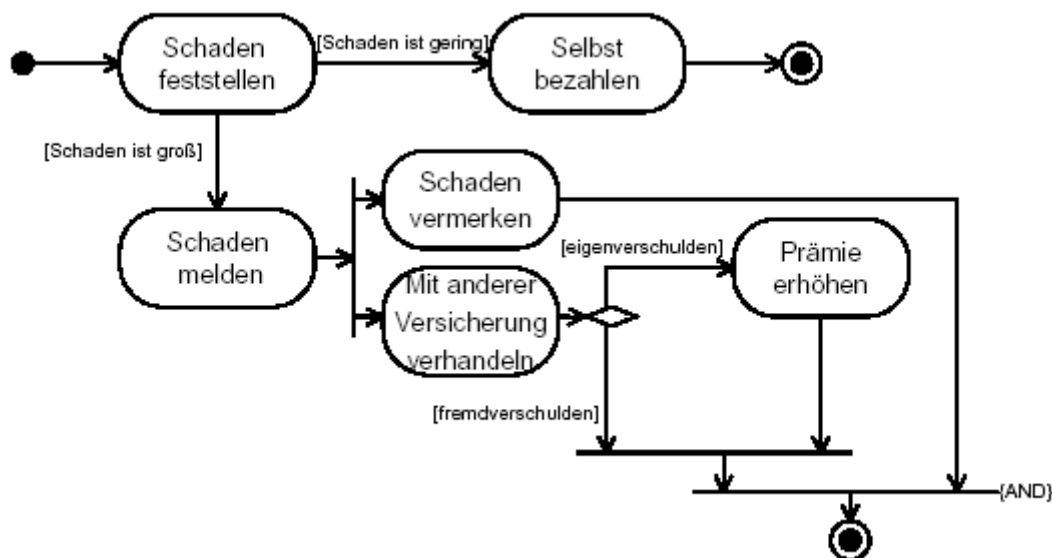 Schaden
feststellen
[Schaden ist gering]
Selbst
bezahlen
[Schaden ist groß]
Schaden
melden
Schaden
vermerken
Mit anderer
Versicherung
verhandeln
[eigenverschulden]
Prämie
erhöhen
[fremdverschulden]
{AND}